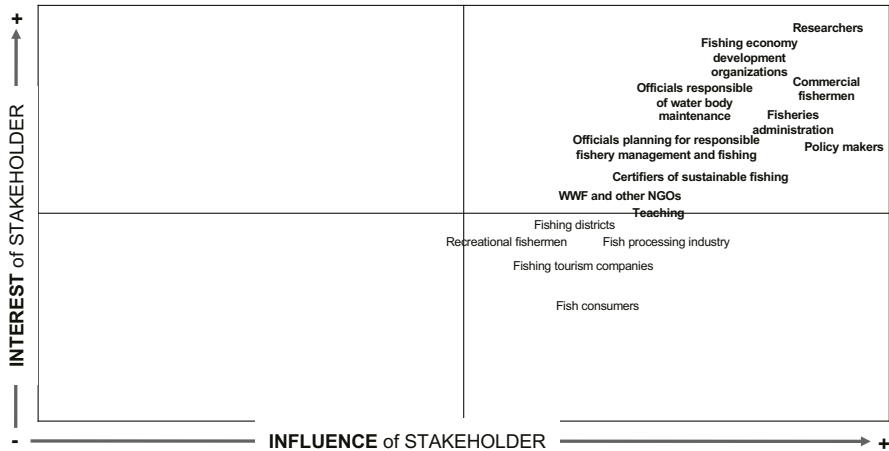 +
Researchers
Fishing economy
development
organizations
Commercial
fishermen
Officials responsible
of water body
maintenance
Fisheries
administration
Officials planning for responsible
fishery management and fishing
Policy makers
Certifiers of sustainable fishing
WWF and other NGOs
Teaching
Fishing districts
Recreational fishermen
Fish processing industry
Fishing tourism companies
Fish consumers
INTEREST of STAKEHOLDER
-
INFLUENCE of STAKEHOLDER
+